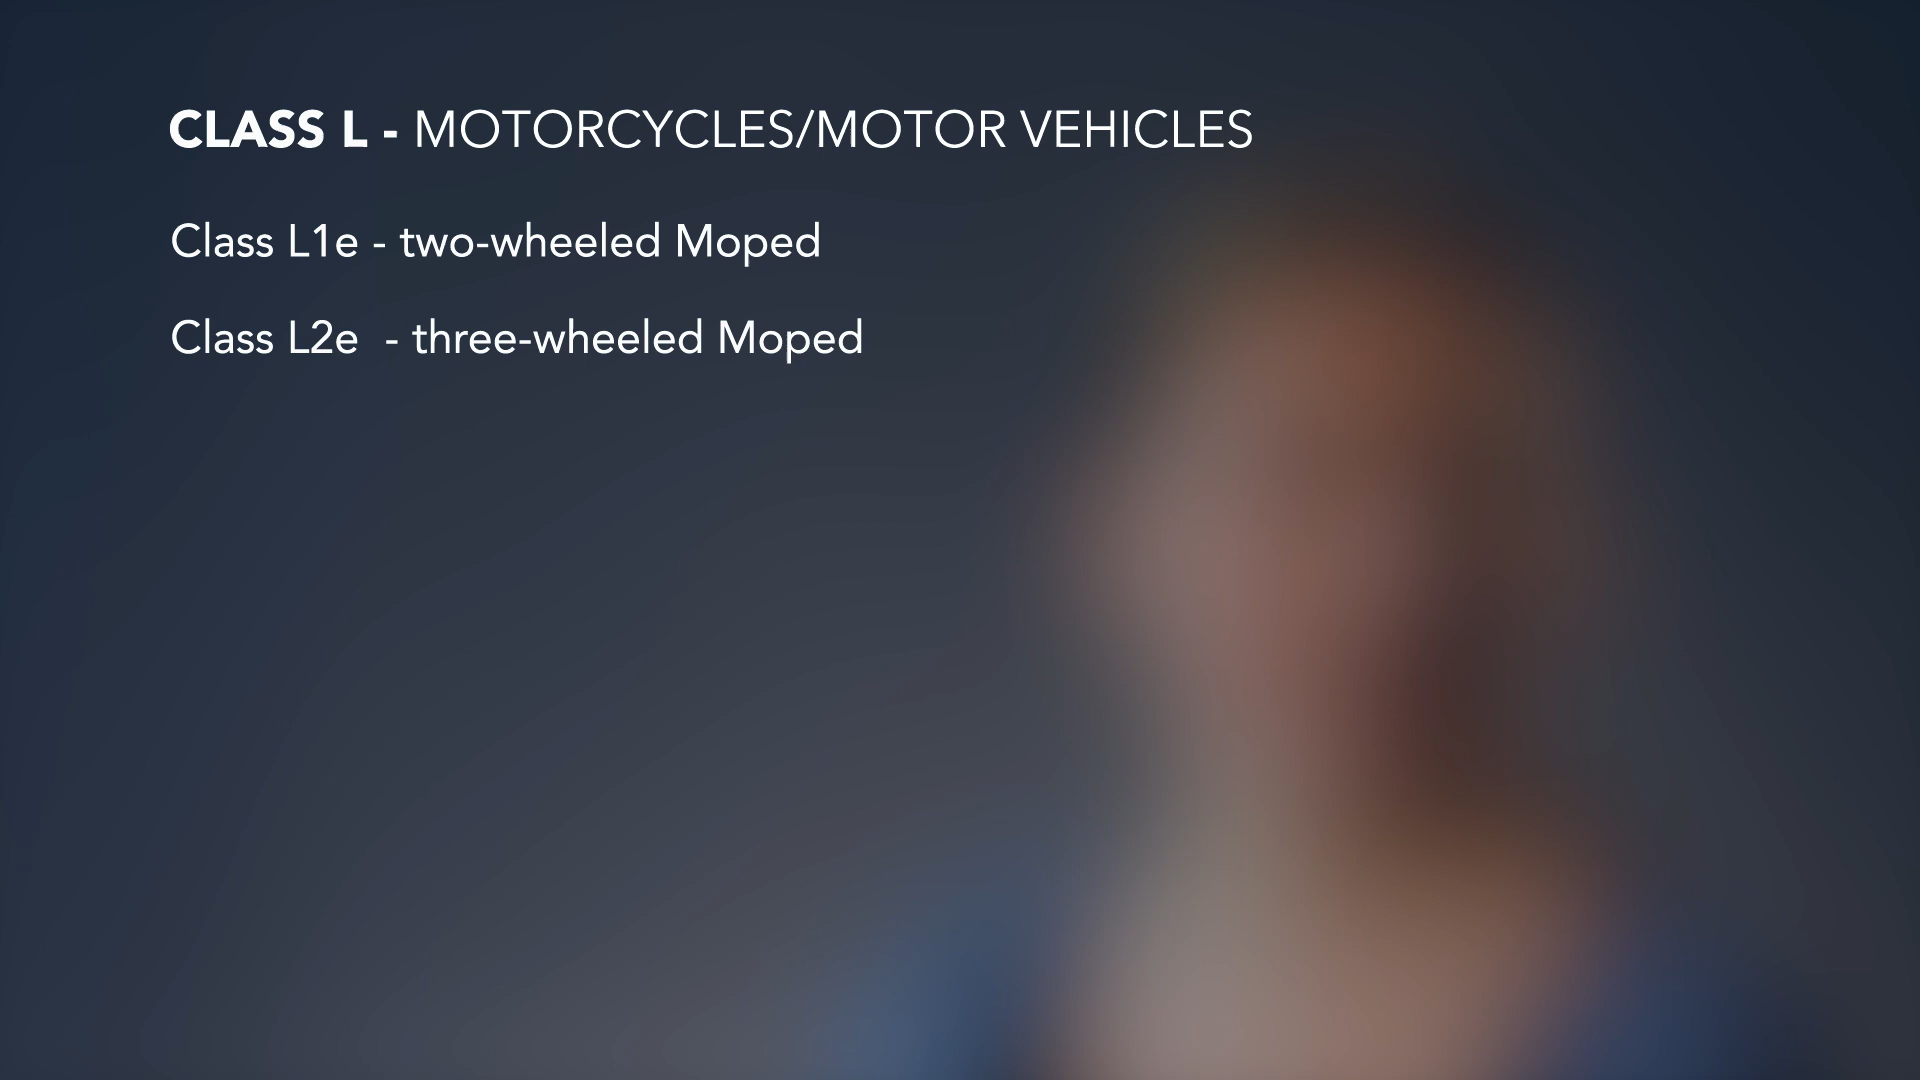 CLASS L - MOTORCYCLES/MOTOR VEHICLES
Class L1e - two-wheeled Moped
Class L2e  - three-wheeled Moped